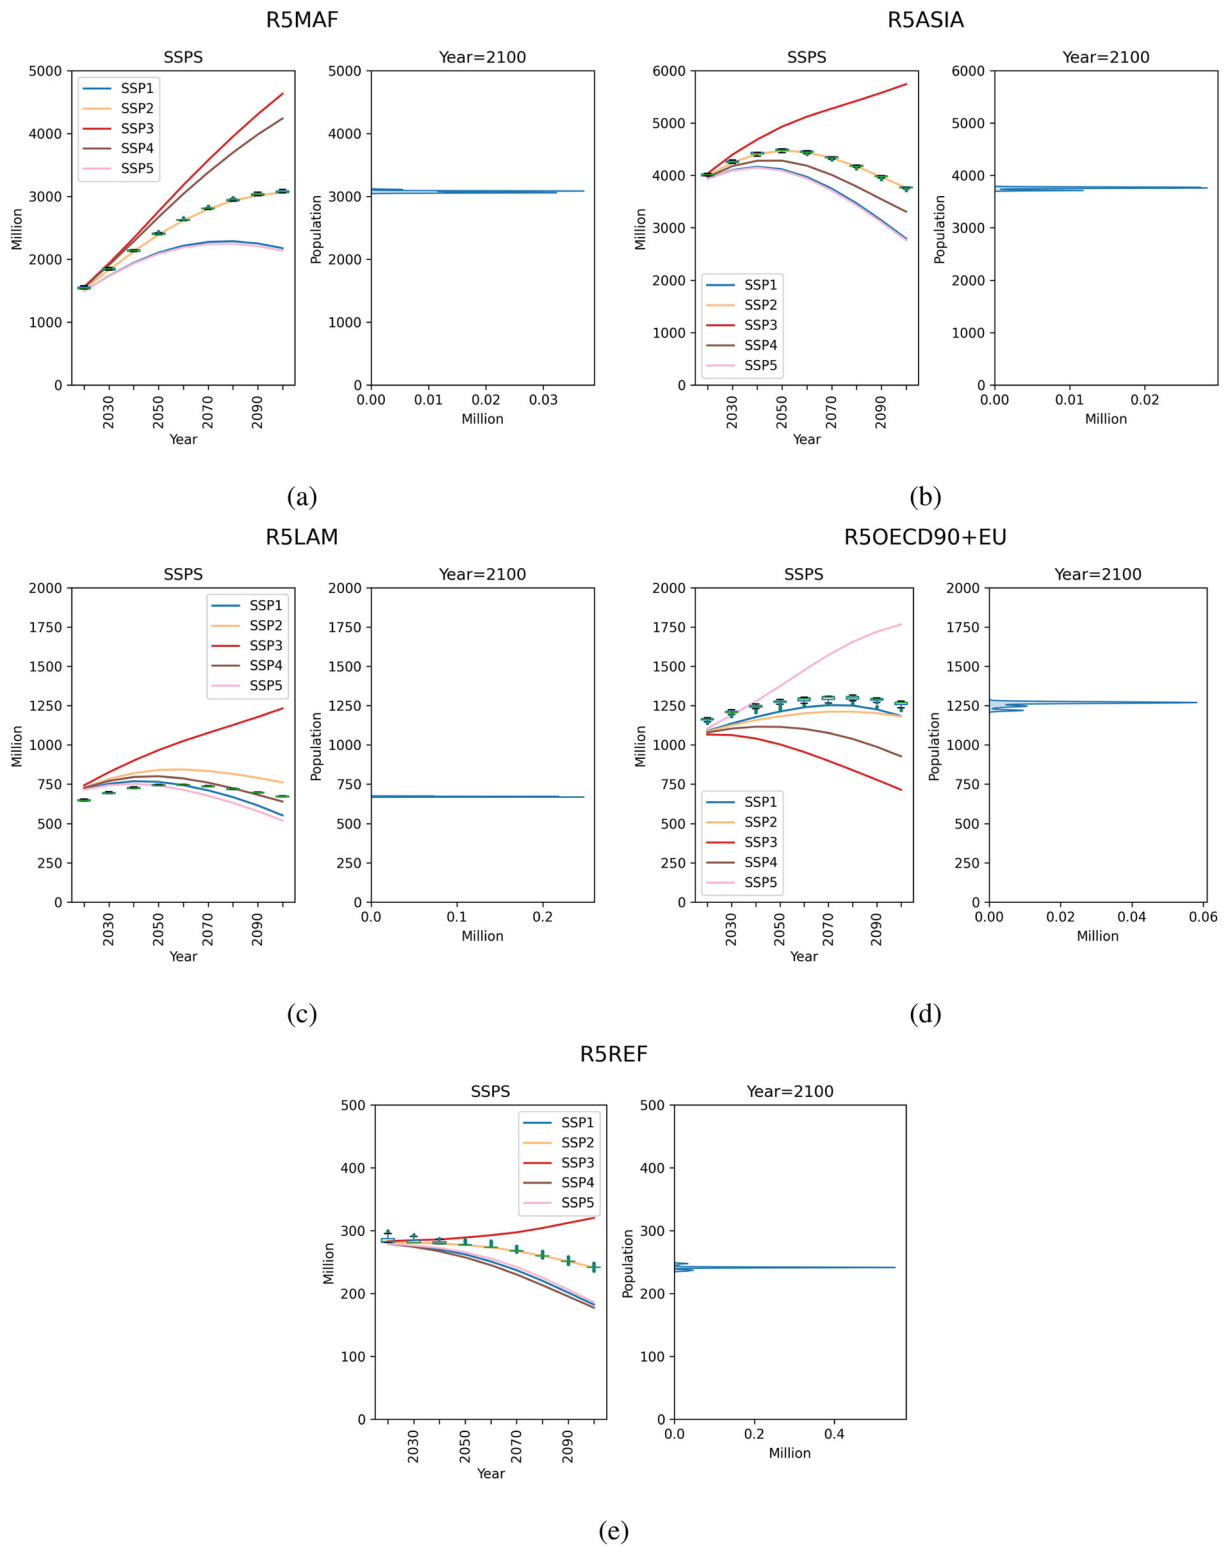 R5MAF
SSPS
Year=2100
5000
4000
3000
2000
1000
0
Million
SSP1
SSP2
SSP3
SSP4
SSP5
2030
2050
2070
2090
Year
5000
4000
3000
2000
1000
0
Population
0.00
0.01
0.02
0.03
Million
(a)
R5ASIA
SSPS
Year=2100
6000
5000
4000
3000
2000
1000
0
Million
SSP1
SSP2
SSP3
SSP4
SSP5
2030
2050
2070
2090
Year
6000
5000
4000
3000
2000
1000
0
Population
0.00
0.01
0.02
Million
(b)
R5LAM
SSPS
Year=2100
2000
1750
1500
1250
1000
750
500
250
0
Million
SSP1
SSP2
SSP3
SSP4
SSP5
2030
2050
2070
2090
Year
2000
1750
1500
1250
1000
750
500
250
0
Population
0.0
0.1
0.2
Million
(c)
R5OECD90+EU
SSPS
Year=2100
2000
1750
1500
1250
1000
750
500
250
0
Million
SSP1
SSP2
SSP3
SSP4
SSP5
2030
2050
2070
2090
Year
2000
1750
1500
1250
1000
750
500
250
0
Population
0.00
0.02
0.04
0.06
Million
(d)
R5REF
SSPS
Year=2100
500
400
300
200
100
0
Million
SSP1
SSP2
SSP3
SSP4
SSP5
2030
2050
2070
2090
Year
500
400
300
200
100
0
Population
0.0
0.2
0.4
Million
(e)